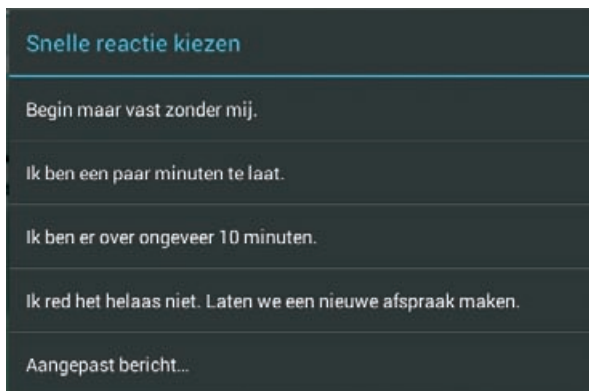 Snelle reactie kiezen
Begin maar vast zonder mij.
Ik ben een paar minuten te laat.
Ik ben er over ongeveer 10 minuten.
Ik red het helaas niet. Laten we een nieuwe afspraak maken.
Aangepast bericht...